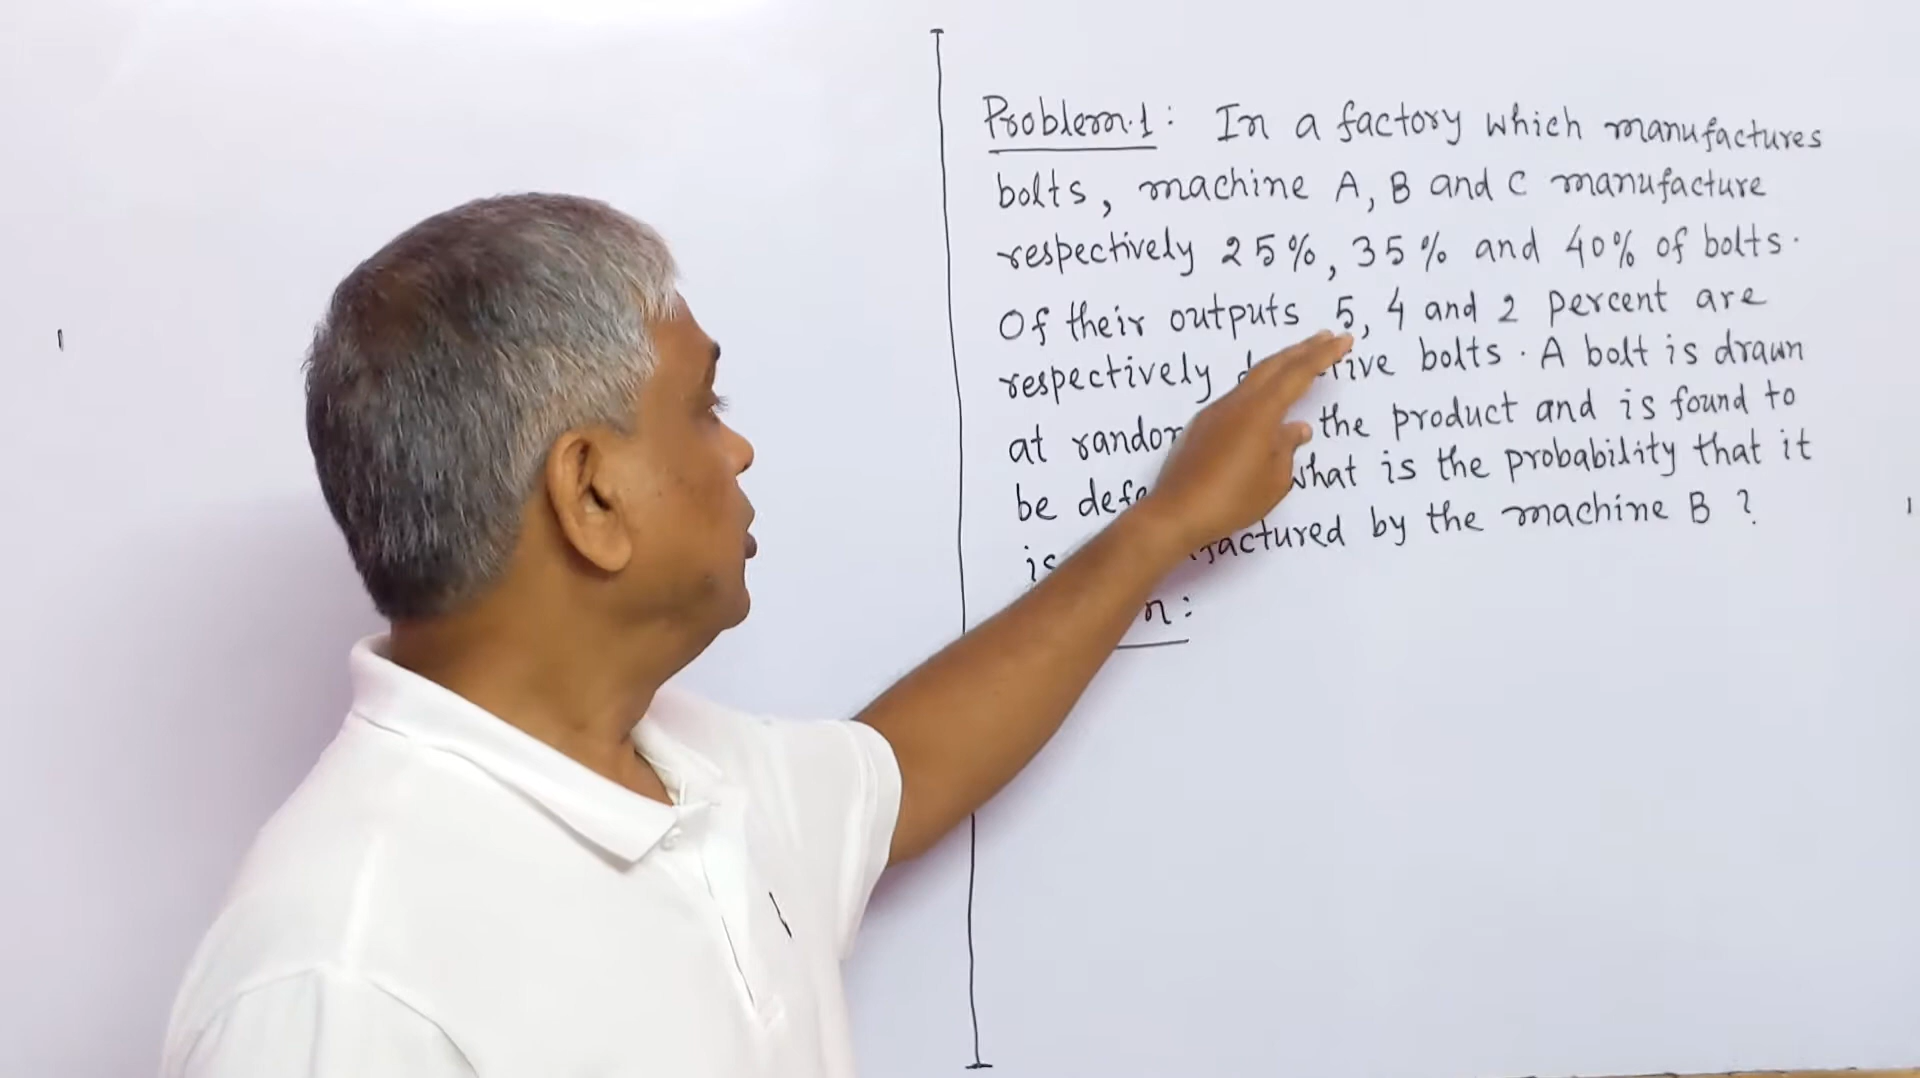 Problem.1: In a factory which manufactures
bolts, machine A, B and C manufacture
respectively 25%, 35% and 40% of bolts.
Of their outputs 5, 4 and 2 percent are
respectively bolts. A bolt is drawn
at the product and is found to
be what is the probability that it
is by the machine B ?